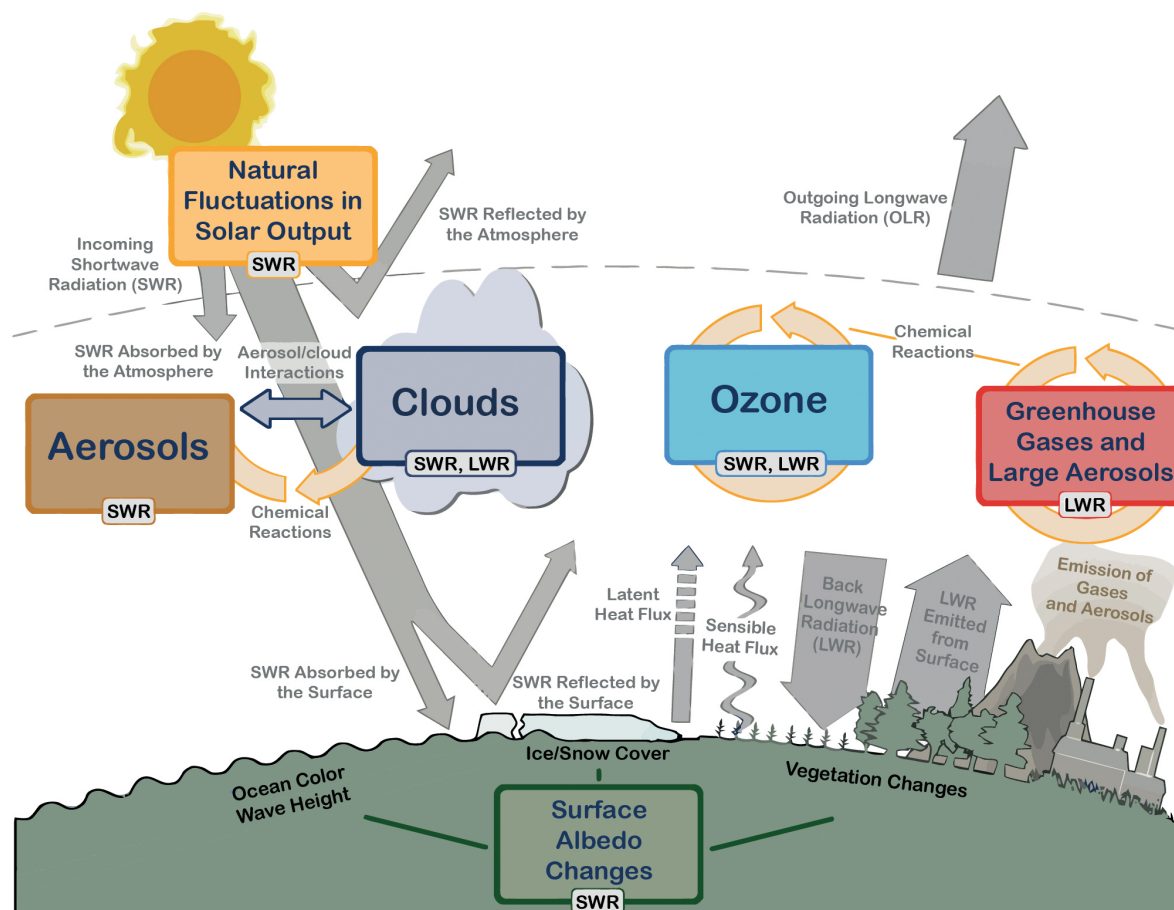 Natural
Fluctuations in
Solar Output
SWR
Incoming
Shortwave
Radiation (SWR)
SWR Reflected by
the Atmosphere
Outgoing Longwave
Radiation (OLR)
SWR Absorbed by
the Atmosphere
Aerosol/cloud
Interactions
Chemical
Reactions
Aerosols
SWR
Clouds
SWR, LWR
Ozone
SWR, LWR
Greenhouse
Gases and
Large Aerosols
LWR
Chemical
Reactions
Latent
Heat Flux
Sensible
Heat Flux
Back
Longwave
Radiation
(LWR)
LWR
Emitted
from
Surface
Emission of
Gases
and Aerosols
SWR Absorbed by
the Surface
SWR Reflected by
the Surface
Ocean Color
Wave Height
Ice/Snow Cover
Vegetation Changes
Surface
Albedo
Changes
SWR